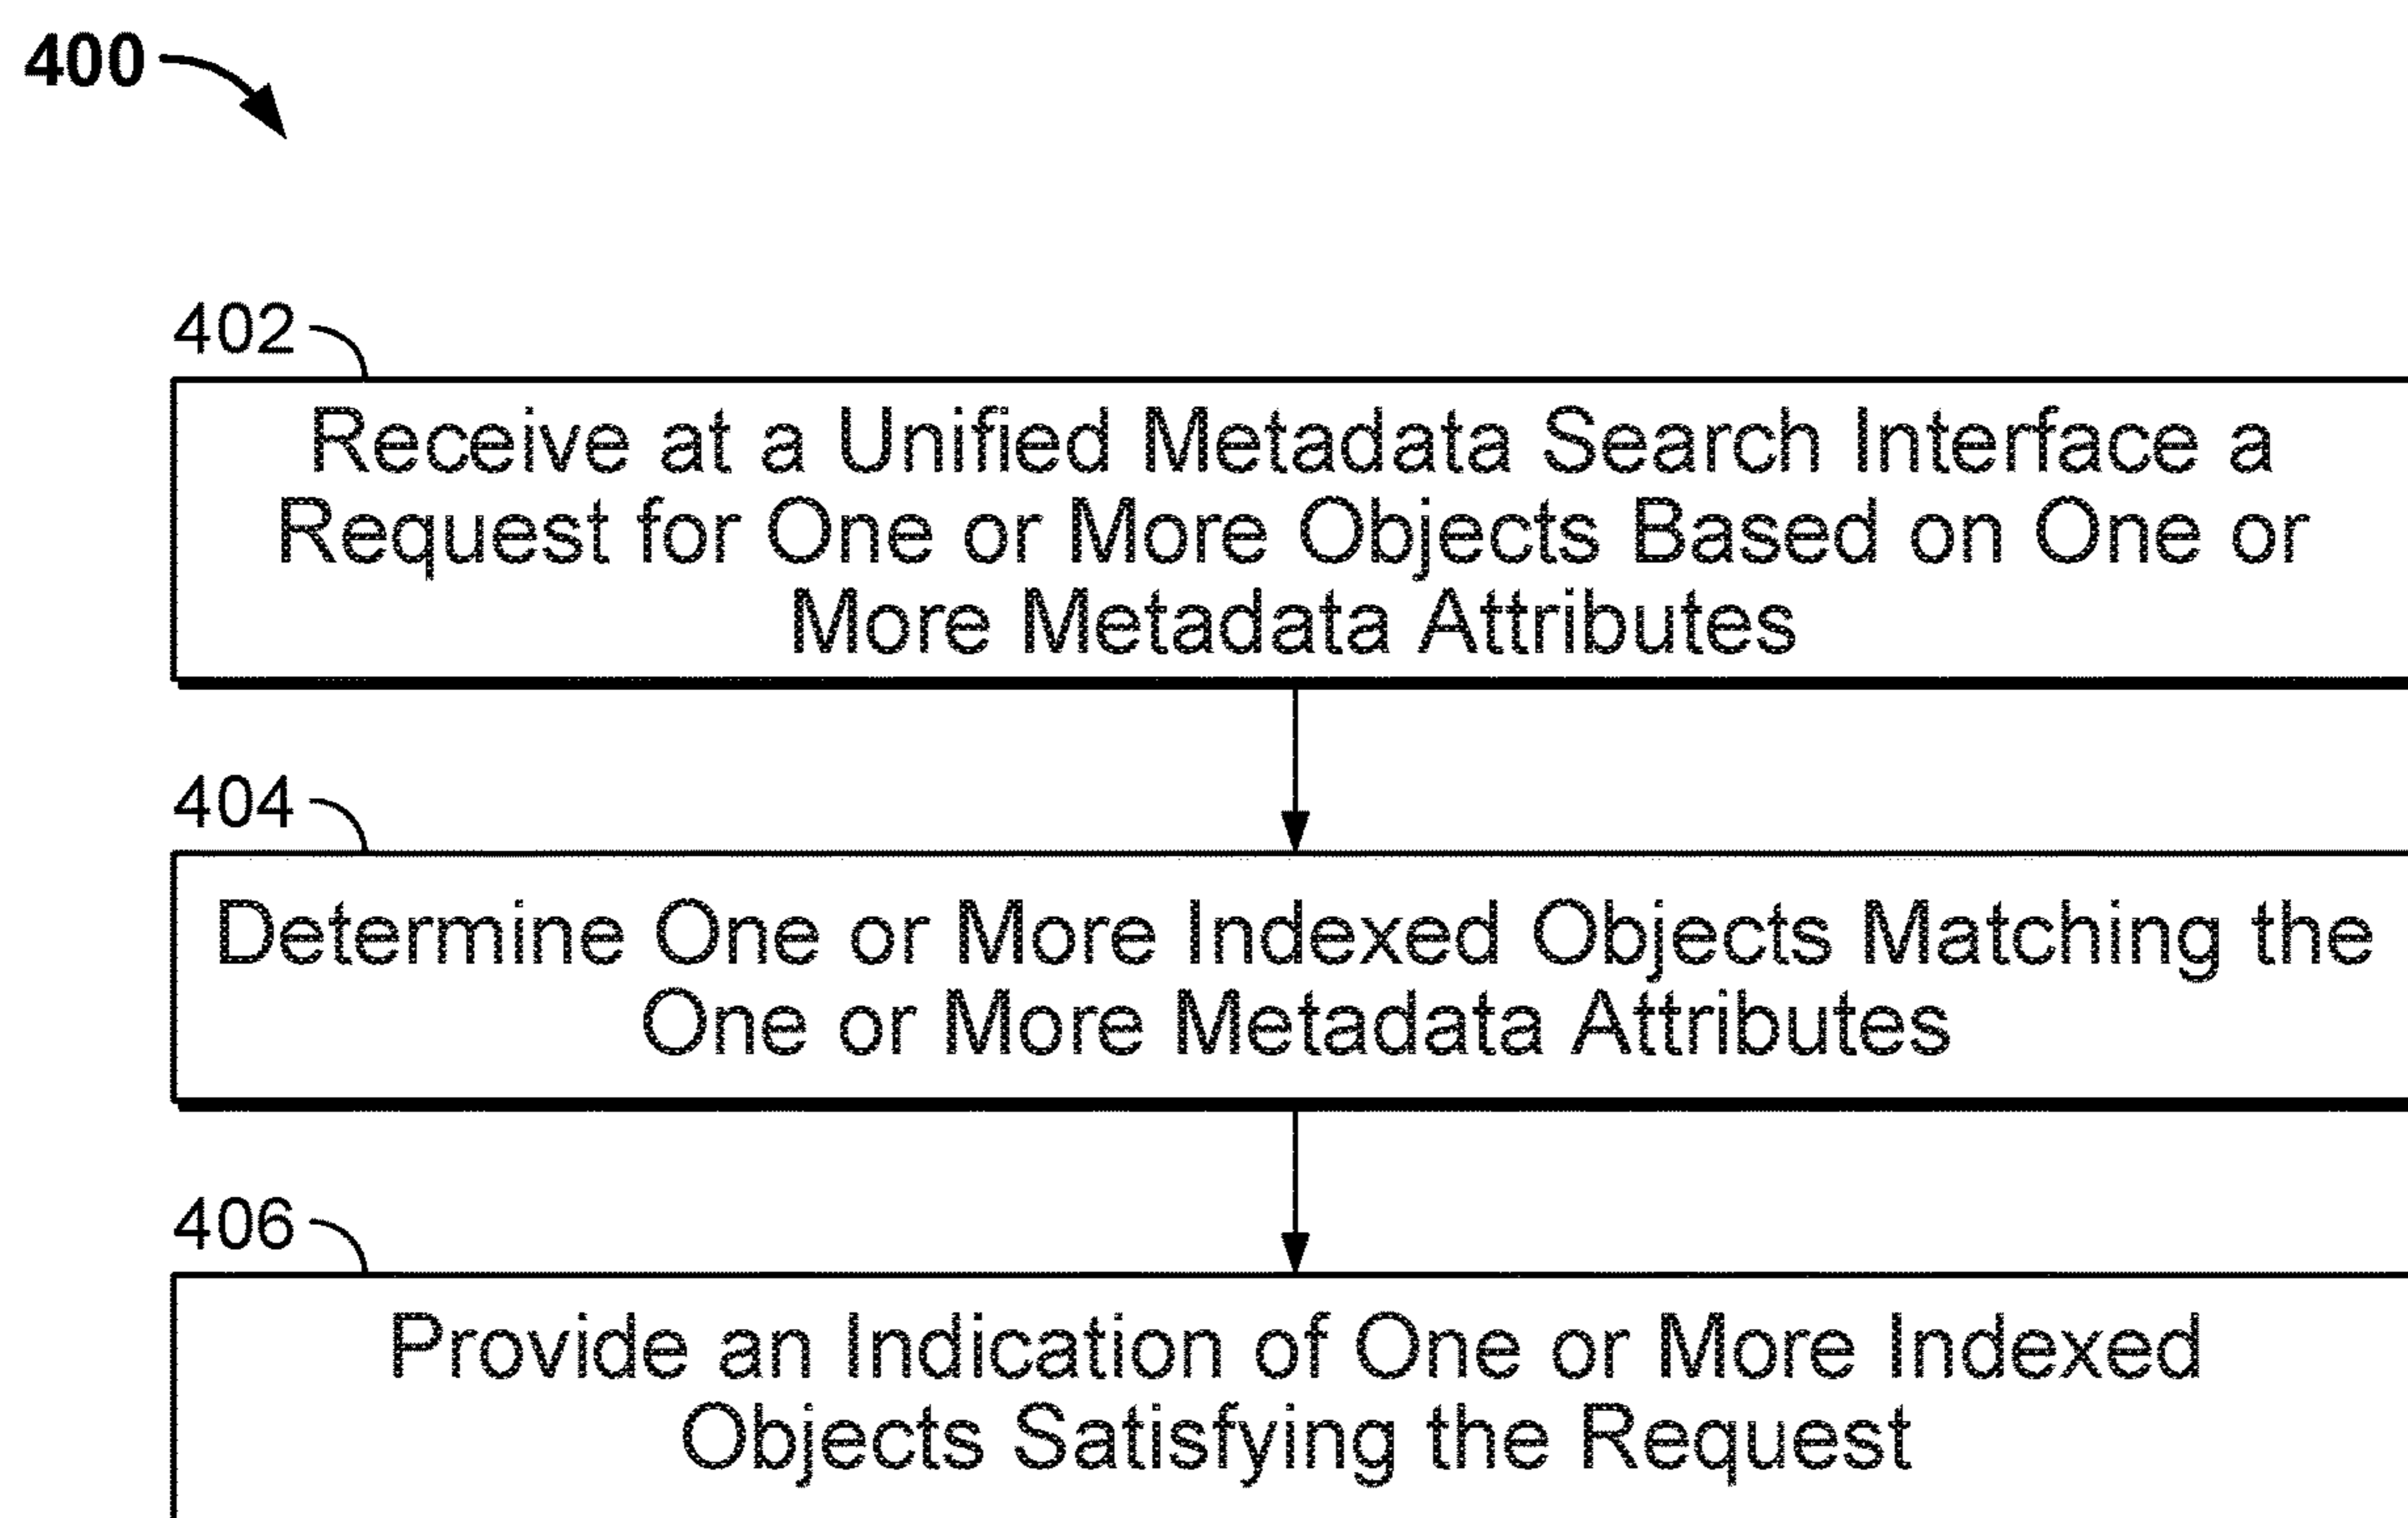 400
402
Receive at a Unified Metadata Search Interface a
Request for One or More Objects Based on One or
More Metadata Attributes
404
Determine One or More Indexed Objects Matching the
One or More Metadata Attributes
406
Provide an Indication of One or More Indexed
Objects Satisfying the Request